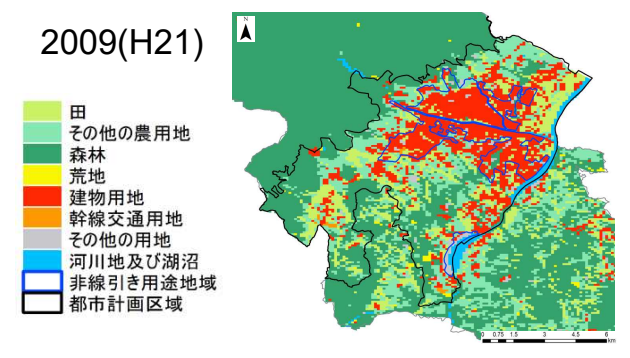 2009(H21)
N
田
その他の農用地
森林
荒地
建物用地
幹線交通用地
その他の用地
河川地及び湖沼
非線引き用途地域
都市計画区域
0 0.75 1.5 3 4.5 6
km